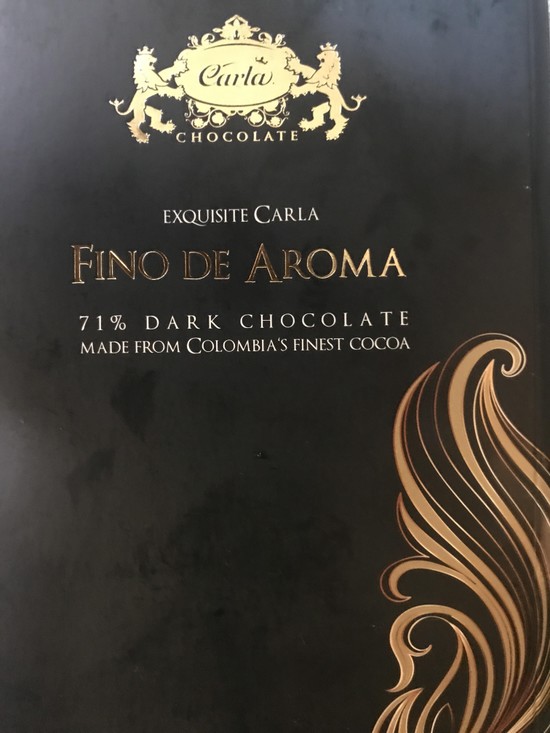 Carla
CHOCOLATE
EXQUISITE CARLA
FINO DE AROMA
71% DARK CHOCOLATE
MADE FROM COLOMBIA'S FINEST COCOA